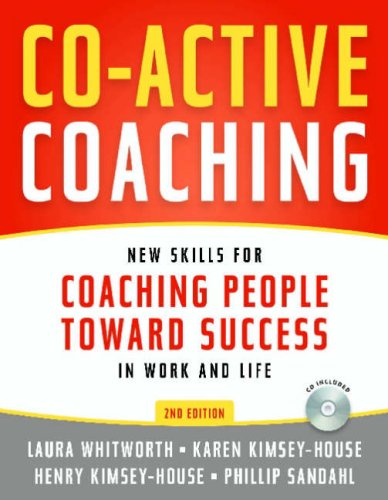 CO-ACTIVE
COACHING
NEW SKILLS FOR
COACHING PEOPLE
TOWARD SUCCESS
IN WORK AND LIFE
CD INCLUDED
2ND EDITION
LAURA WHITWORTH ▪ KAREN KIMSEY-HOUSE
HENRY KIMSEY-HOUSE ▪ PHILLIP SANDAHL